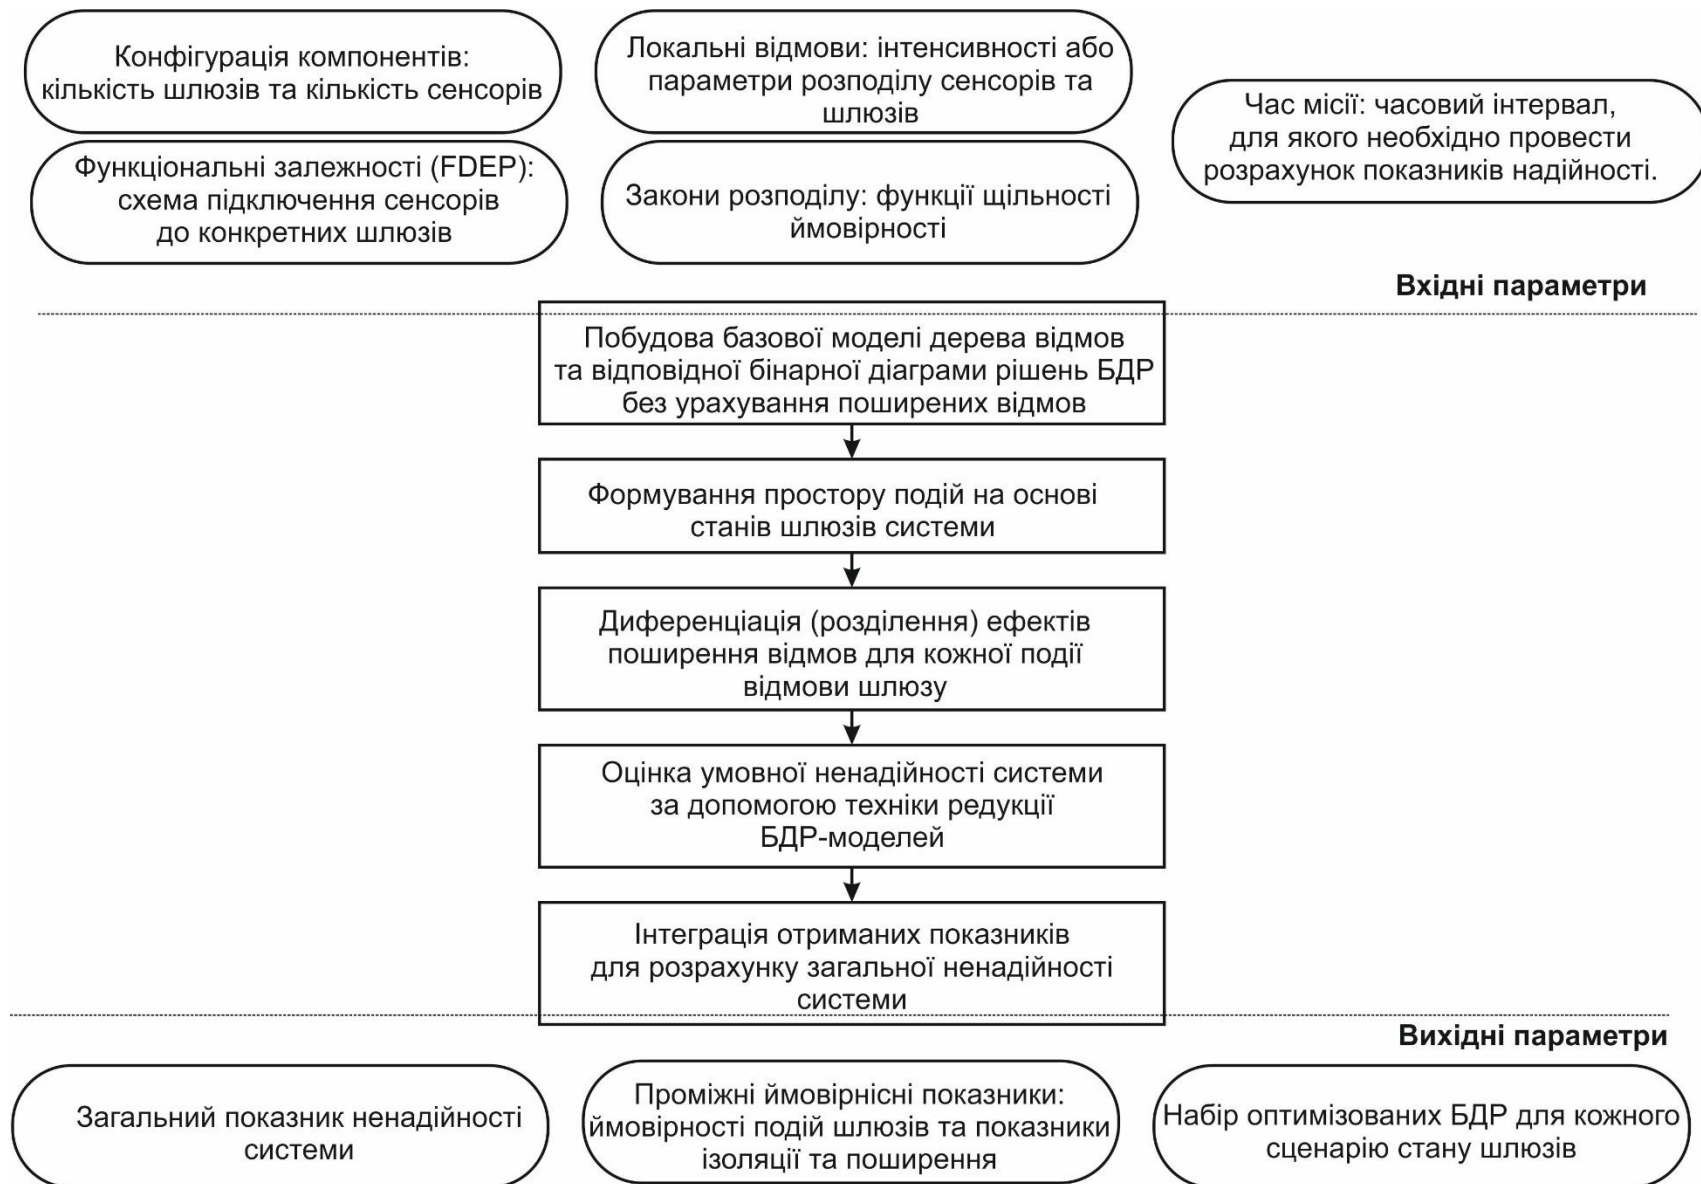 Конфігурація компонентів:
кількість шлюзів та кількість сенсорів
Локальні відмови: інтенсивності або
параметри розподілу сенсорів та
шлюзів
Час місії: часовий інтервал,
для якого необхідно провести
розрахунок показників надійності.
Функціональні залежності (FDEP):
схема підключення сенсорів
до конкретних шлюзів
Закони розподілу: функції щільності
ймовірності
Вхідні параметри
Побудова базової моделі дерева відмов
та відповідної бінарної діаграми рішень БДР
без урахування поширених відмов
Формування простору подій на основі
станів шлюзів системи
Диференціація (розділення) ефектів
поширення відмов для кожної події
відмови шлюзу
Оцінка умовної ненадійності системи
за допомогою техніки редукції
БДР-моделей
Інтеграція отриманих показників
для розрахунку загальної ненадійності
системи
Вихідні параметри
Загальний показник ненадійності
системи
Проміжні ймовірнісні показники:
ймовірності подій шлюзів та показники
ізоляції та поширення
Набір оптимізованих БДР для кожного
сценарію стану шлюзів